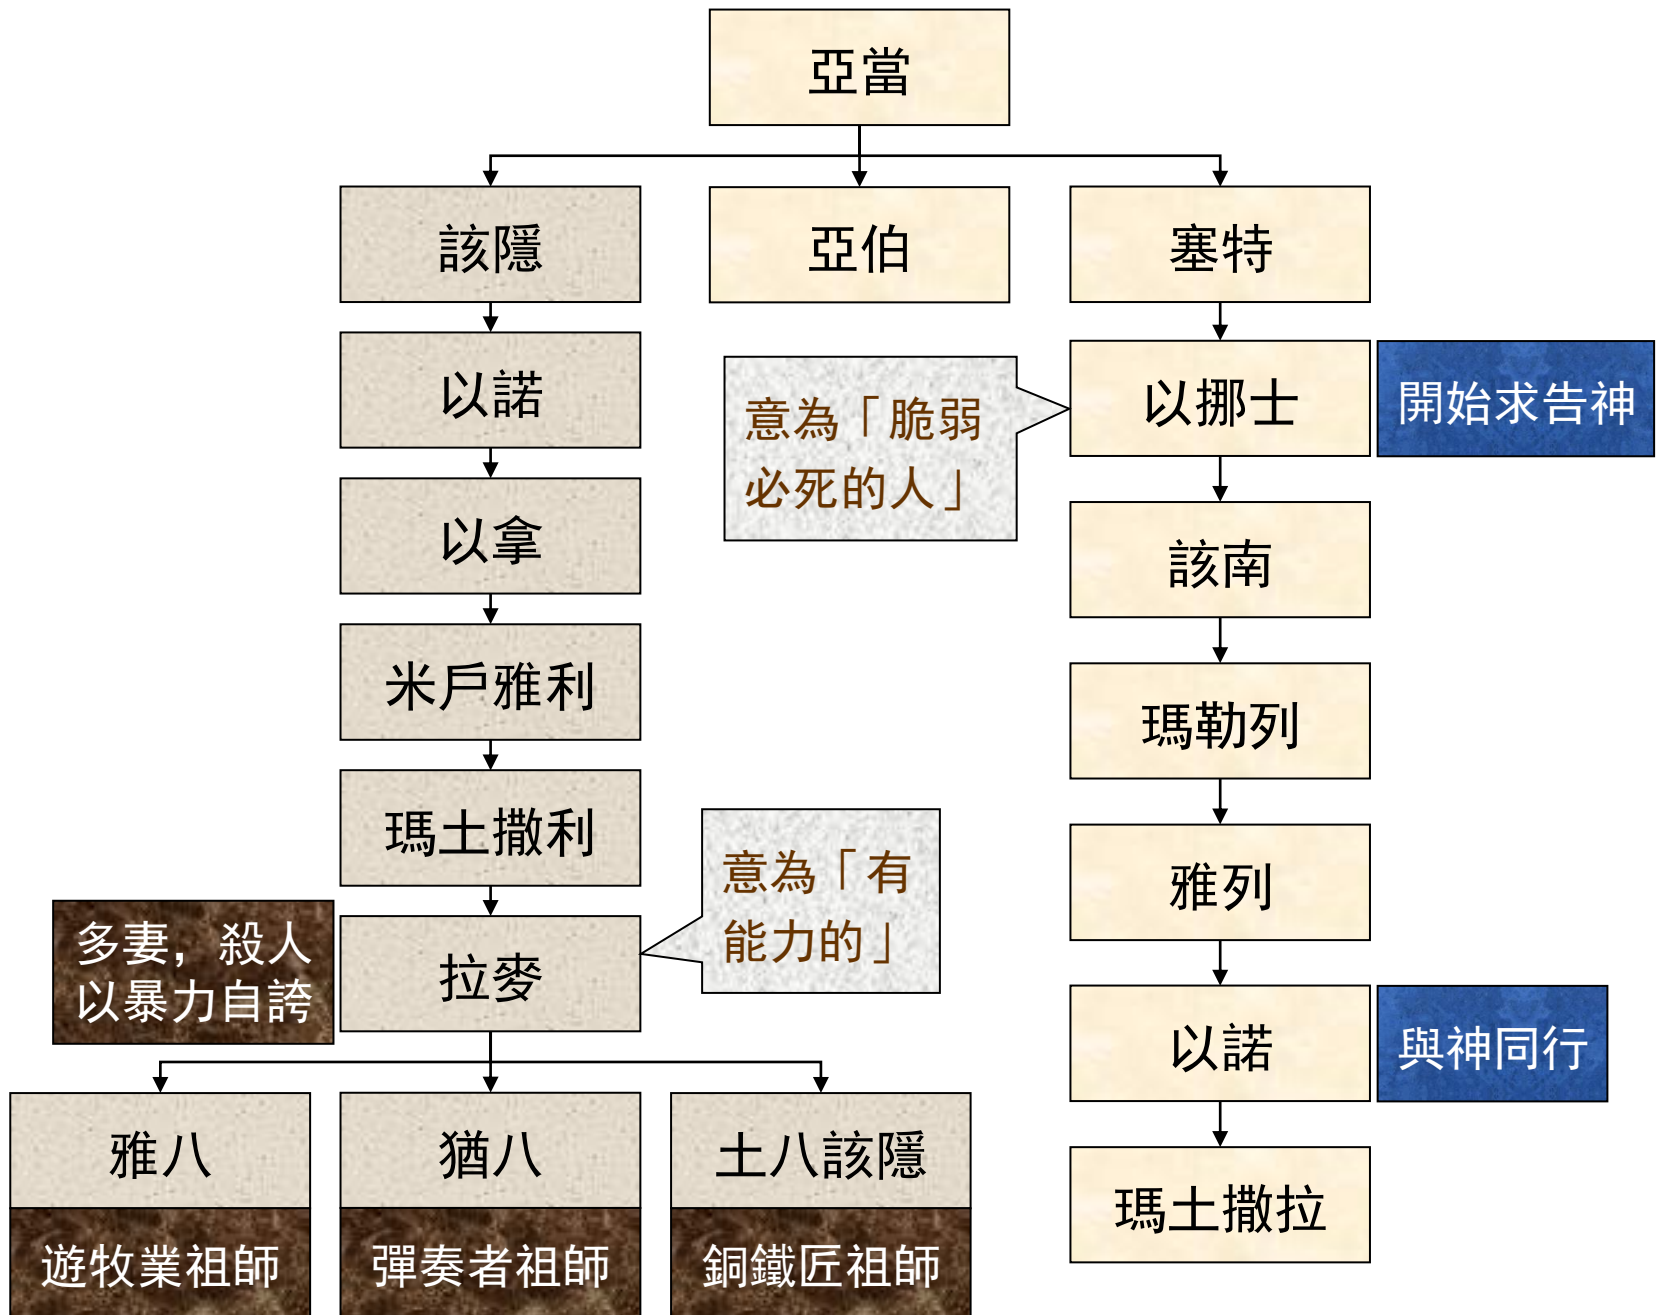 亞當
該隱
亞伯
塞特
以諾
意為「脆弱
必死的人」
以挪士
開始求告神
以拿
該南
米戶雅利
瑪勒列
瑪土撒利
意為「有
能力的」
雅列
多妻，殺人
以暴力自誇
拉麥
以諾
與神同行
雅八
猶八
土八該隱
瑪土撒拉
遊牧業祖師
彈奏者祖師
銅鐵匠祖師